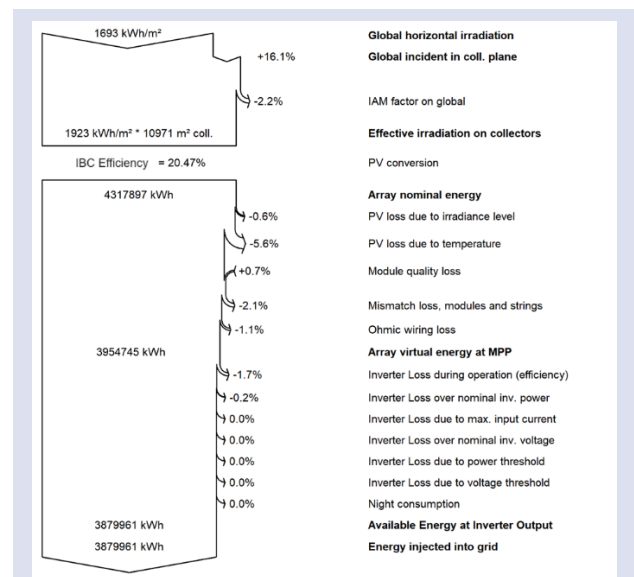 1693 kWh/m² Global horizontal irradiation
+16.1% Global incident in coll. plane
-2.2% IAM factor on global
1923 kWh/m² * 10971 m² coll. Effective irradiation on collectors
IBC Efficiency = 20.47% PV conversion
4317897 kWh Array nominal energy
-0.6% PV loss due to irradiance level
-5.6% PV loss due to temperature
+0.7% Module quality loss
-2.1% Mismatch loss, modules and strings
-1.1% Ohmic wiring loss
3954745 kWh Array virtual energy at MPP
-1.7% Inverter Loss during operation (efficiency)
-0.2% Inverter Loss over nominal inv. power
0.0% Inverter Loss due to max. input current
0.0% Inverter Loss over nominal inv. voltage
0.0% Inverter Loss due to power threshold
0.0% Inverter Loss due to voltage threshold
0.0% Night consumption
3879961 kWh Available Energy at Inverter Output
3879961 kWh Energy injected into grid